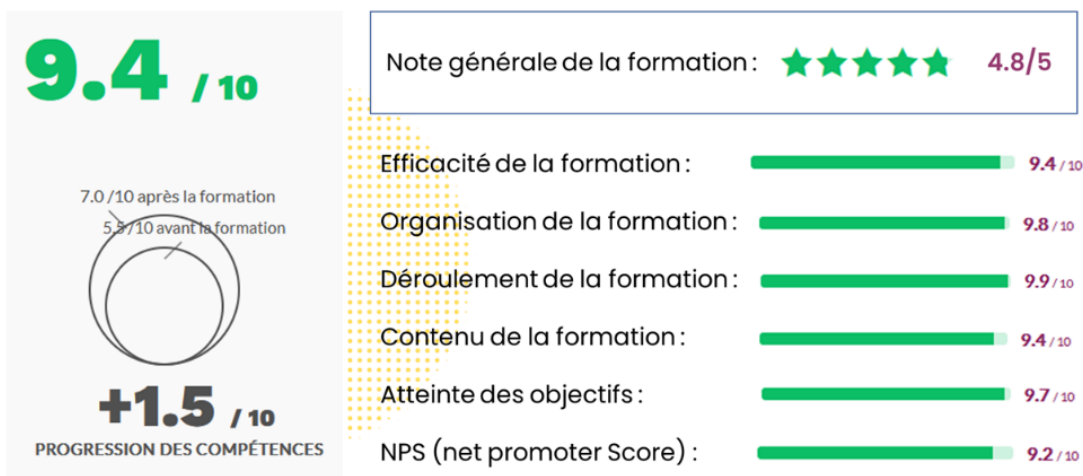 9.4 / 10
7.0 /10 après la formation
5.5 /10 avant la formation
+1.5 / 10
PROGRESSION DES COMPÉTENCES
Note générale de la formation : 4.8/5
Efficacité de la formation : 9.4 / 10
Organisation de la formation : 9.8 / 10
Déroulement de la formation : 9.9 / 10
Contenu de la formation : 9.4 / 10
Atteinte des objectifs : 9.7 / 10
NPS (net promoter Score) : 9.2 / 10